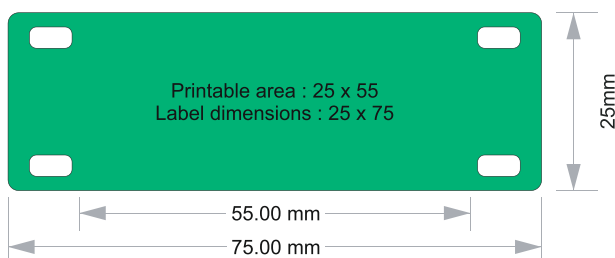 Printable area : 25 x 55
Label dimensions : 25 x 75
25mm
55.00 mm
75.00 mm